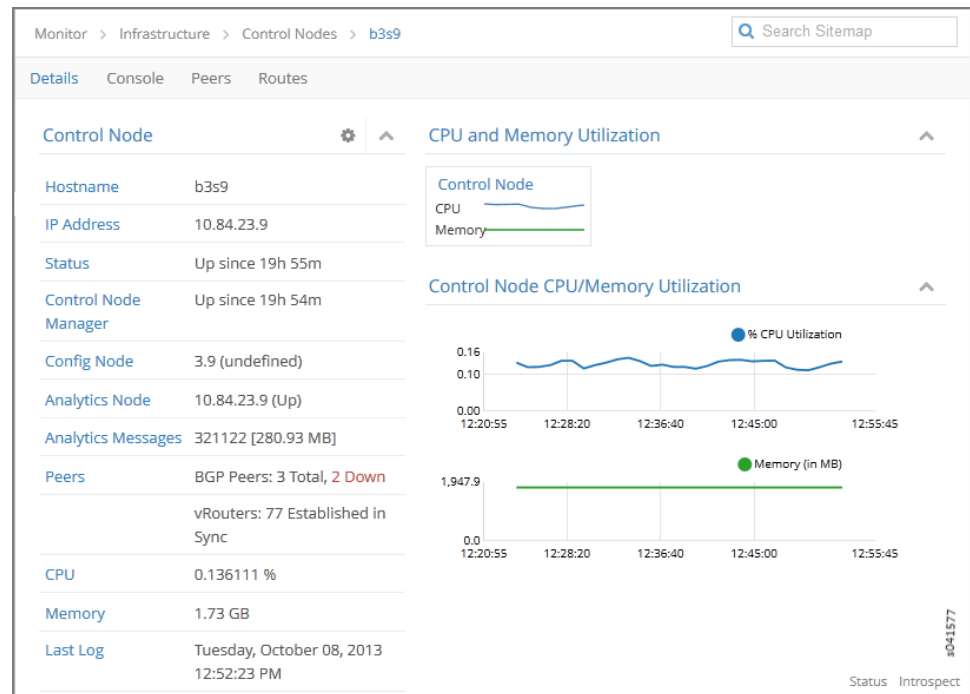 Monitor > Infrastructure > Control Nodes > b3s9
Search Sitemap
Details Console Peers Routes
Control Node
Hostname b3s9
IP Address 10.84.23.9
Status Up since 19h 55m
Control Node Manager Up since 19h 54m
Config Node 3.9 (undefined)
Analytics Node 10.84.23.9 (Up)
Analytics Messages 321122 [280.93 MB]
Peers BGP Peers: 3 Total, 2 Down
vRouters: 77 Established in
Sync
CPU 0.136111 %
Memory 1.73 GB
Last Log Tuesday, October 08, 2013
12:52:23 PM
CPU and Memory Utilization
Control Node
CPU
Memory
Control Node CPU/Memory Utilization
% CPU Utilization
0.16
0.10
0.00
12:20:55 12:28:20 12:36:40 12:45:00 12:55:45
Memory (in MB)
1,947.9
0.0
12:20:55 12:28:20 12:36:40 12:45:00 12:55:45
s041577
Status Introspect